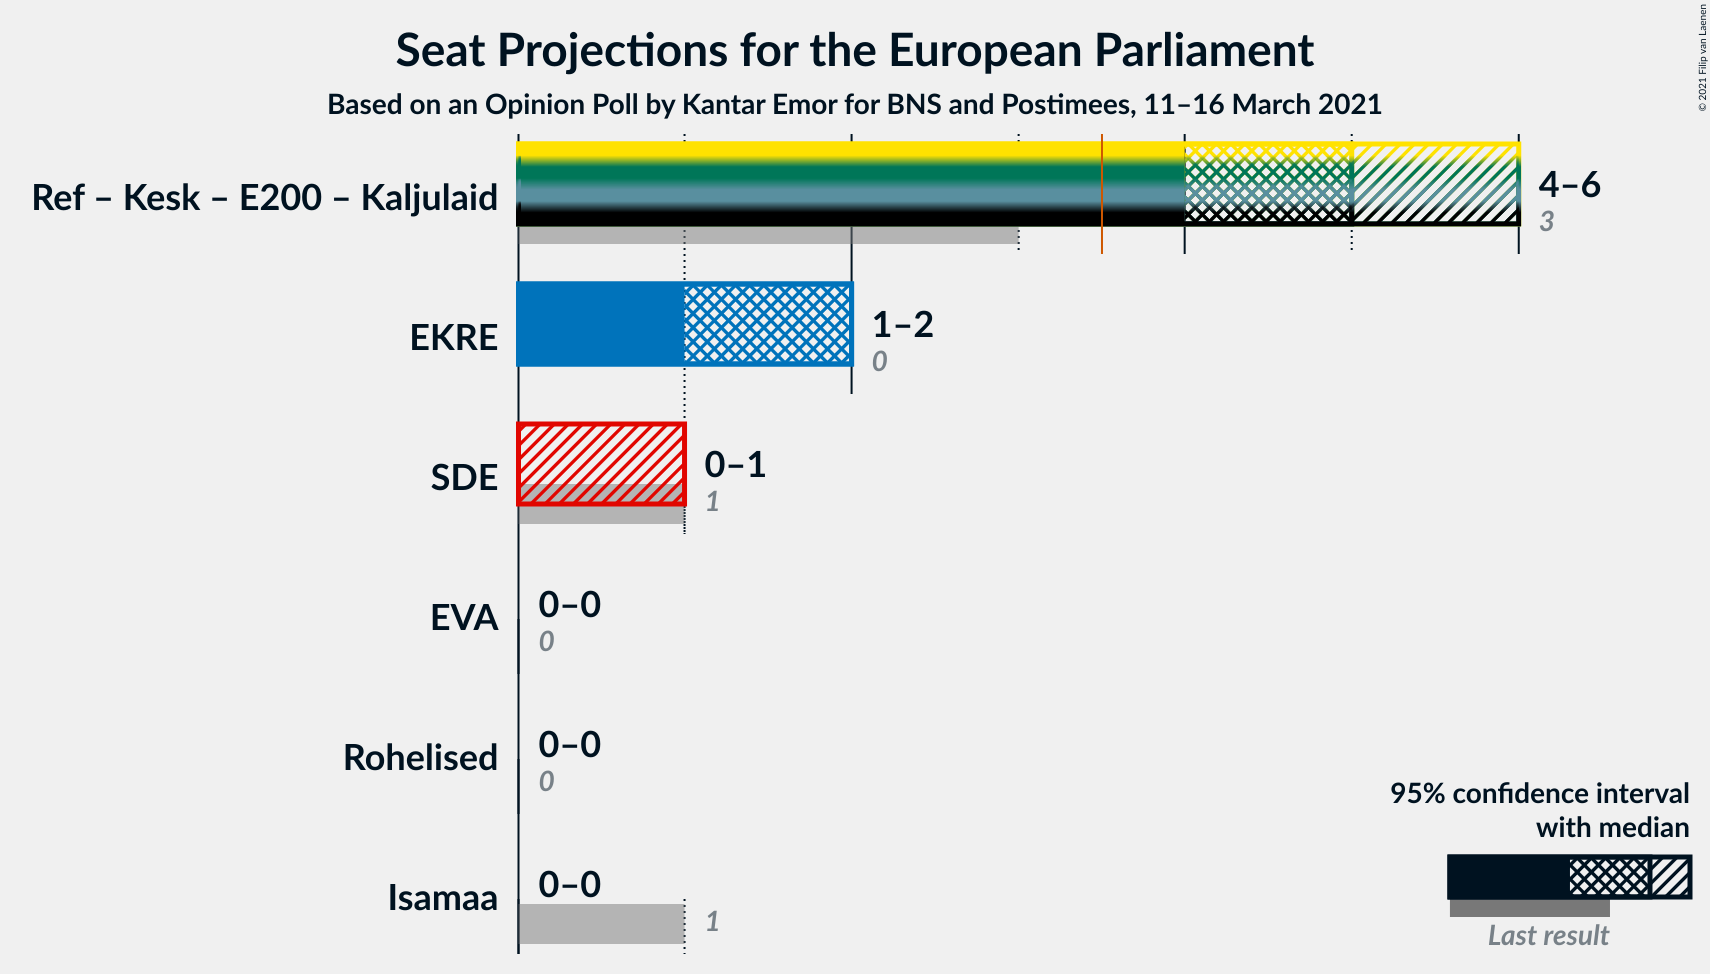 Seat Projections for the European Parliament
Based on an Opinion Poll by Kantar Emor for BNS and Postimees, 11–16 March 2021
© 2021 Filip van Laenen
Ref – Kesk – E200 – Kaljulaid
4–6
3
EKRE
1–2
0
SDE
0–1
1
EVA
0–0
0
Rohelised
0–0
0
Isamaa
0–0
1
95% confidence interval
with median
Last result